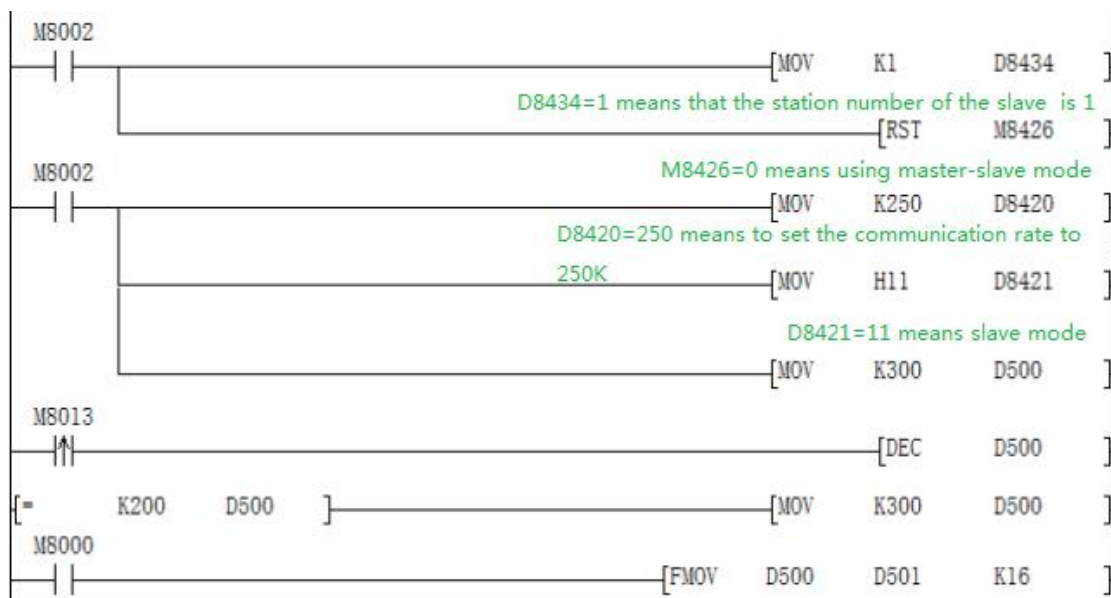 M8002
[MOV K1 D8434 ]
D8434=1 means that the station number of the slave is 1
[RST M8426 ]
M8002
M8426=0 means using master-slave mode
[MOV K250 D8420 ]
D8420=250 means to set the communication rate to
250K
[MOV H11 D8421 ]
D8421=11 means slave mode
[MOV K300 D500 ]
M8013
[DEC D500 ]
[= K200 D500 ]
[MOV K300 D500 ]
M8000
[FMOV D500 D501 K16 ]